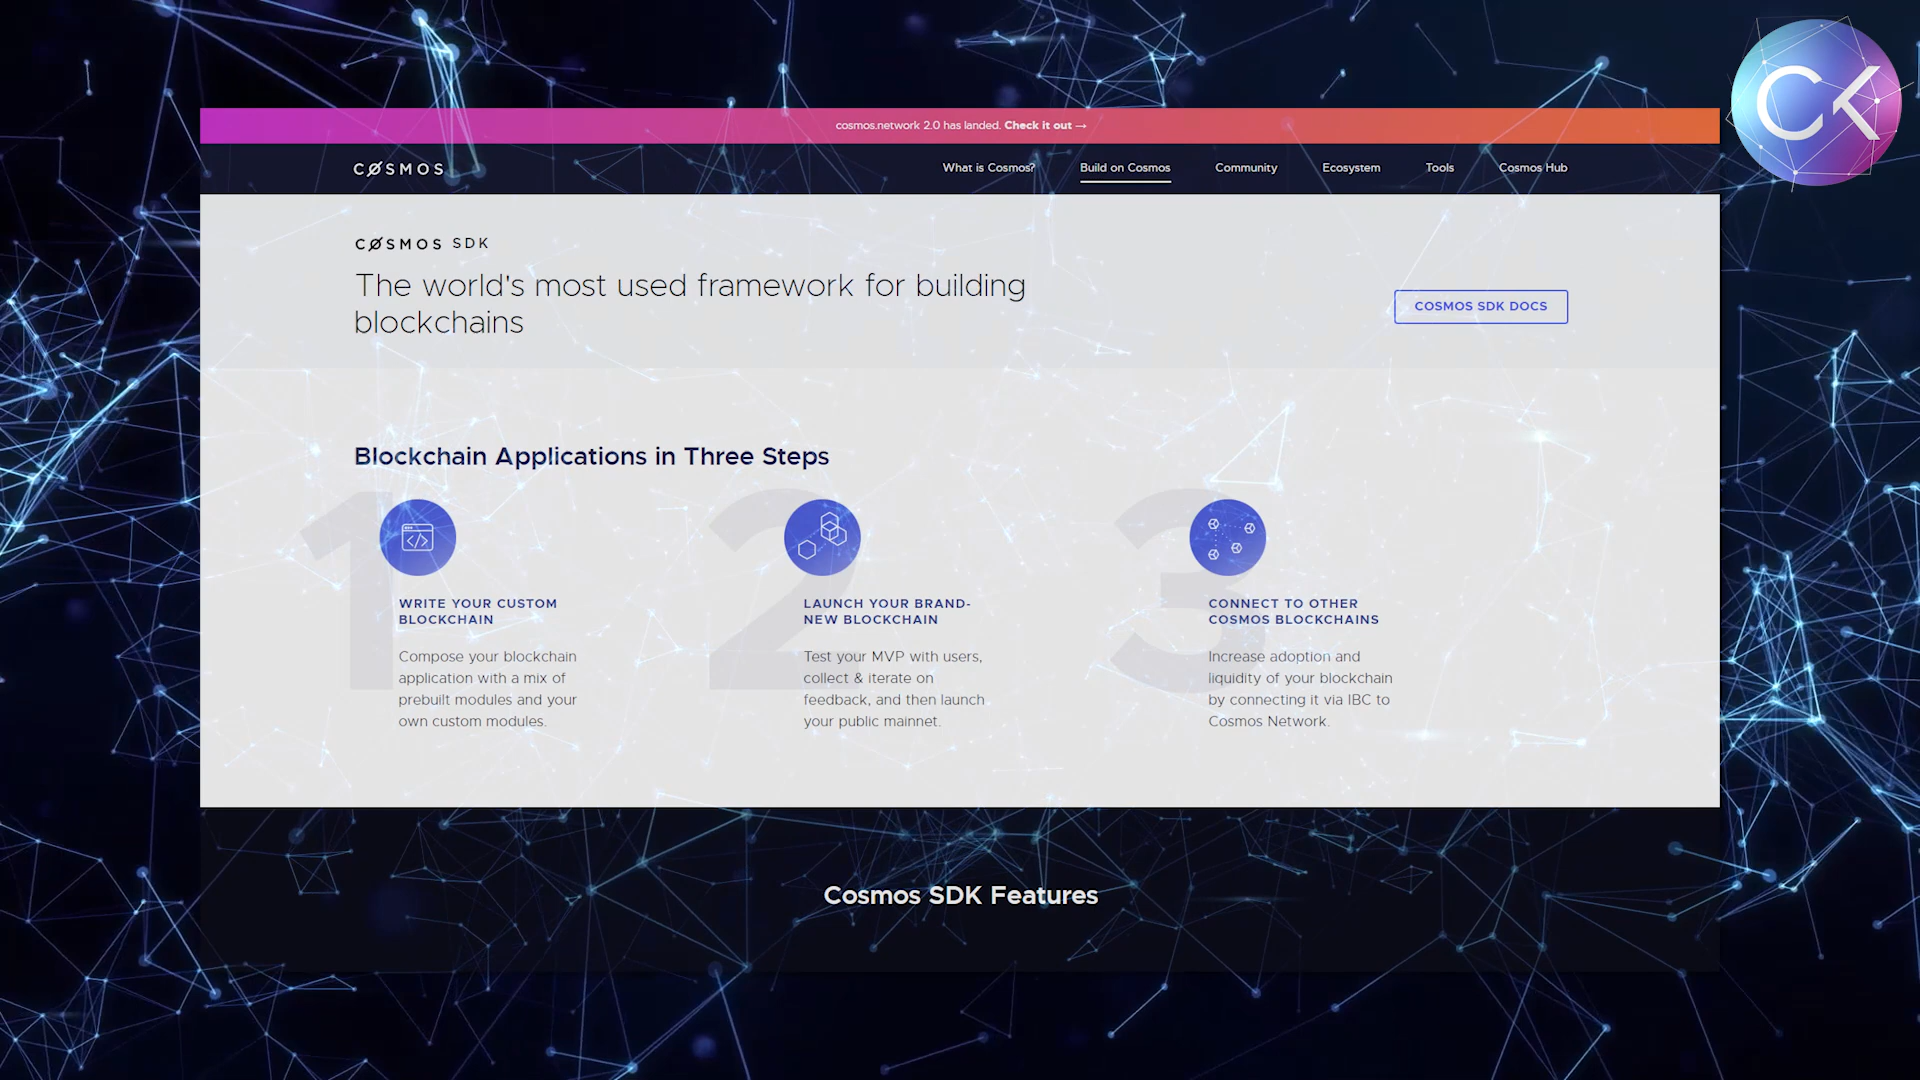 CK
cosmos.network 2.0 has landed. Check it out →
COSMOS
What is Cosmos? Build on Cosmos Community Ecosystem Tools Cosmos Hub
COSMOS SDK
The world's most used framework for building
blockchains
COSMOS SDK DOCS
Blockchain Applications in Three Steps
1 2 3
WRITE YOUR CUSTOM
BLOCKCHAIN
Compose your blockchain
application with a mix of
prebuilt modules and your
own custom modules.
LAUNCH YOUR BRAND-
NEW BLOCKCHAIN
Test your MVP with users,
collect & iterate on
feedback, and then launch
your public mainnet.
CONNECT TO OTHER
COSMOS BLOCKCHAINS
Increase adoption and
liquidity of your blockchain
by connecting it via IBC to
Cosmos Network.
Cosmos SDK Features